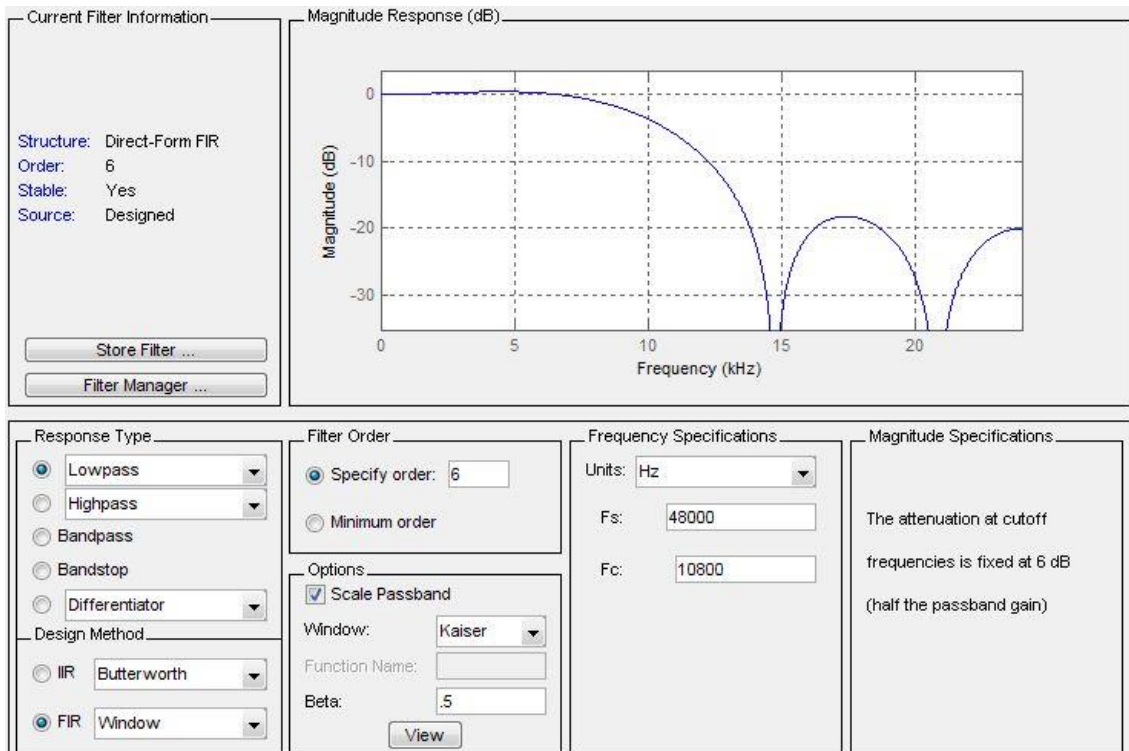 Current Filter Information
Structure: Direct-Form FIR
Order: 6
Stable: Yes
Source: Designed
Store Filter ...
Filter Manager ...
Magnitude Response (dB)
0
-10
-20
-30
Magnitude (dB)
0 5 10 15 20
Frequency (kHz)
Response Type
Lowpass
Highpass
Bandpass
Bandstop
Differentiator
Design Method
IIR Butterworth
FIR Window
Filter Order
Specify order: 6
Minimum order
Options
Scale Passband
Window: Kaiser
Function Name:
Beta: .5
View
Frequency Specifications
Units: Hz
Fs: 48000
Fc: 10800
Magnitude Specifications
The attenuation at cutoff
frequencies is fixed at 6 dB
(half the passband gain)